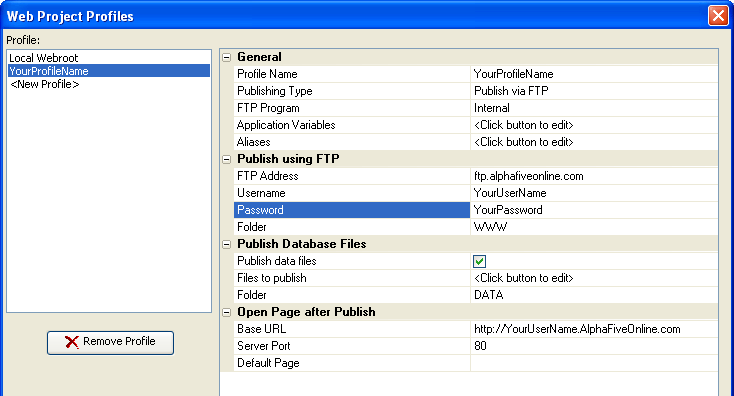 Web Project Profiles
Profile:
Local Webroot
YourProfileName
<New Profile>
Remove Profile
General
Profile Name YourProfileName
Publishing Type Publish via FTP
FTP Program Internal
Application Variables <Click button to edit>
Aliases <Click button to edit>
Publish using FTP
FTP Address ftp.alphafiveonline.com
Username YourUserName
Password YourPassword
Folder WWW
Publish Database Files
Publish data files
Files to publish <Click button to edit>
Folder DATA
Open Page after Publish
Base URL http://YourUserName.AlphaFiveOnline.com
Server Port 80
Default Page